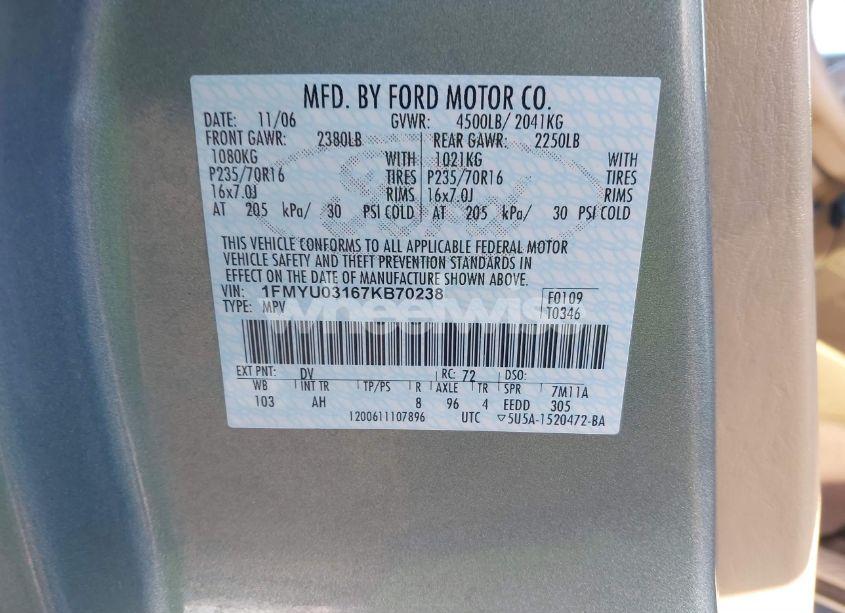 MFD. BY FORD MOTOR CO.
DATE: 11/06 GVWR: 4500LB/ 2041KG
FRONT GAWR: 2380LB REAR GAWR: 2250LB
1080KG WITH 1021KG WITH
P235/70R16 TIRES P235/70R16 TIRES
16x7.0J RIMS 16x7.0J RIMS
AT 205 kPa/ 30 PSI COLD AT 205 kPa/ 30 PSI COLD
THIS VEHICLE CONFORMS TO ALL APPLICABLE FEDERAL MOTOR
VEHICLE SAFETY AND THEFT PREVENTION STANDARDS IN
EFFECT ON THE DATE OF MANUFACTURE SHOWN ABOVE.
VIN: 1FMYU03167KB70238 F0109
TYPE: MPV T0346
wheelwise
EXT PNT: DV RC: 72 DSO:
WB INT TR TP/PS R AXLE TR SPR 7M11A
103 AH 8 96 4 EEDD 305
1200611107896 UTC ▽5U5A-1520472-BA